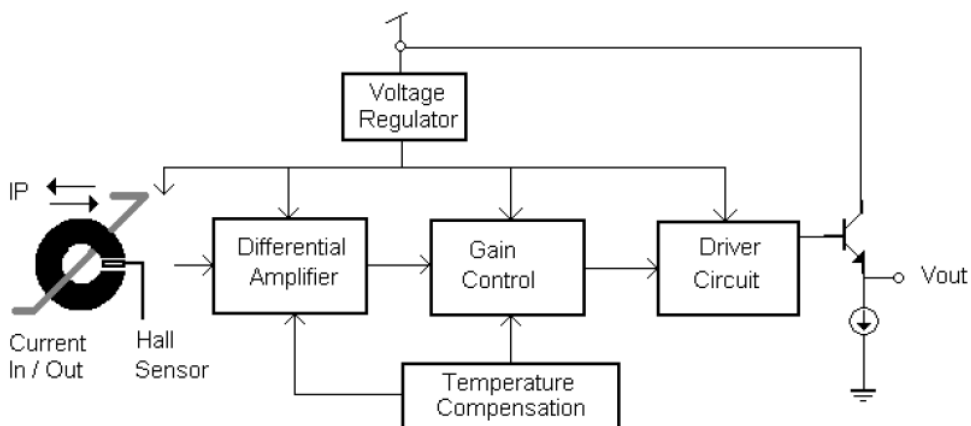 Voltage
Regulator
IP
Differential
Amplifier
Gain
Control
Driver
Circuit
Vout
Current
In / Out
Hall
Sensor
Temperature
Compensation